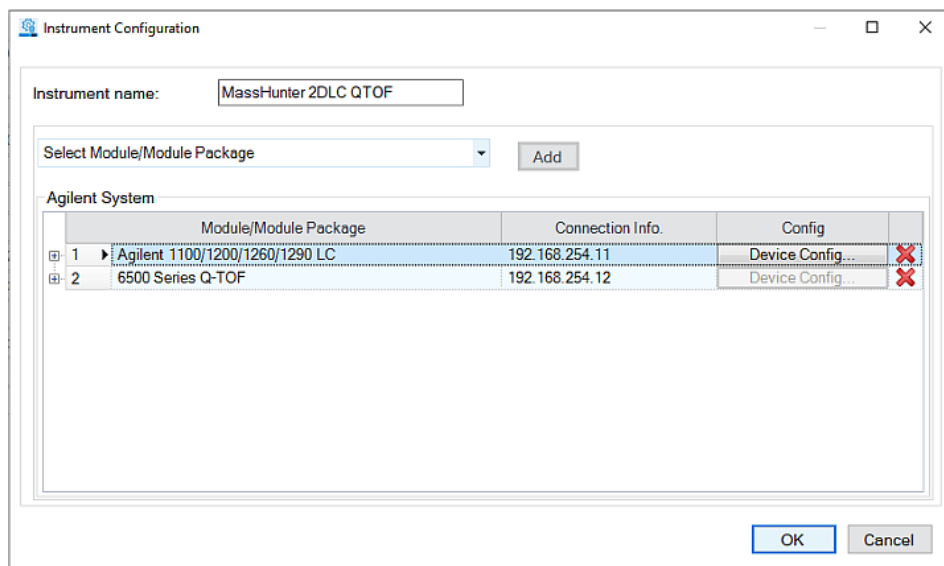 Instrument Configuration
Instrument name: MassHunter 2DLC QTOF
Select Module/Module Package Add
Agilent System
Module/Module Package Connection Info. Config
1 Agilent 1100/1200/1260/1290 LC 192.168.254.11 Device Config...
2 6500 Series Q-TOF 192.168.254.12 Device Config...
OK Cancel